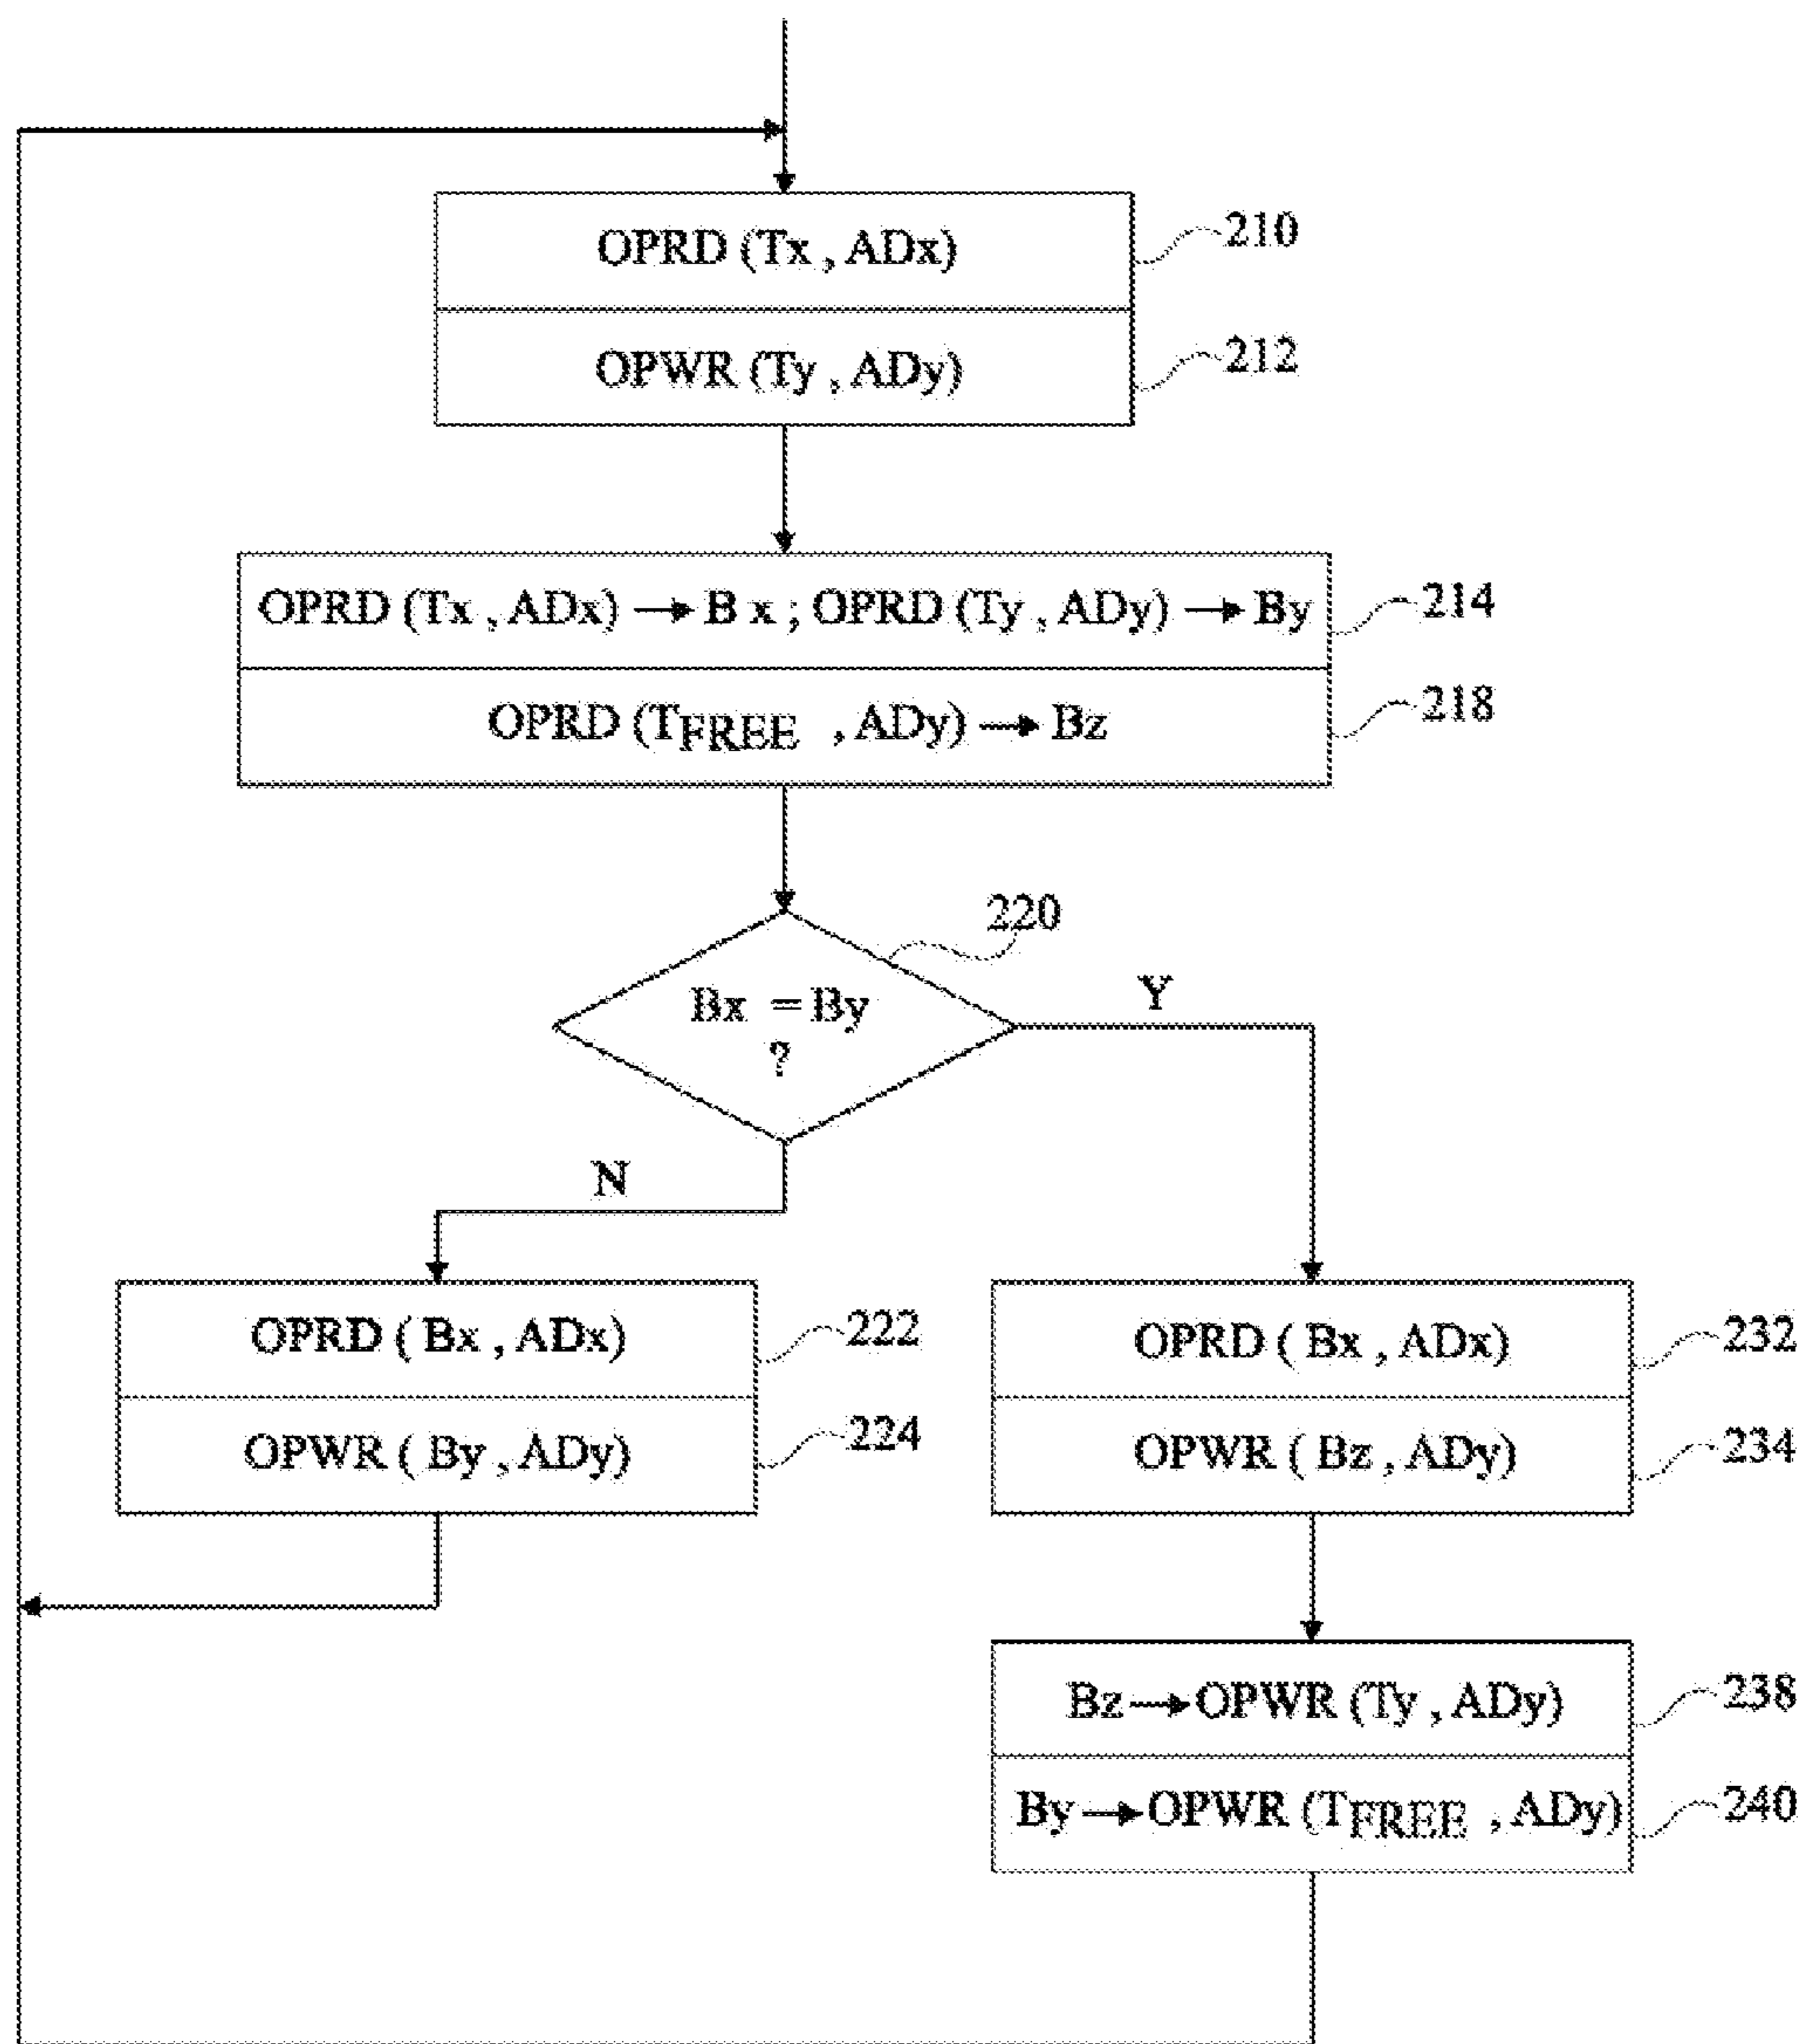 OPRD (Tx , ADx)
210
OPWR (Ty , ADy)
212
OPRD (Tx , ADx) → B x ; OPRD (Ty , ADy) → By
214
OPRD (TFREE , ADy) → Bz
218
220
Bx = By
?
Y
N
OPRD ( Bx , ADx)
222
OPWR ( By , ADy)
224
OPRD ( Bx , ADx)
232
OPWR ( Bz , ADy)
234
Bz → OPWR (Ty , ADy)
238
By → OPWR (TFREE , ADy)
240